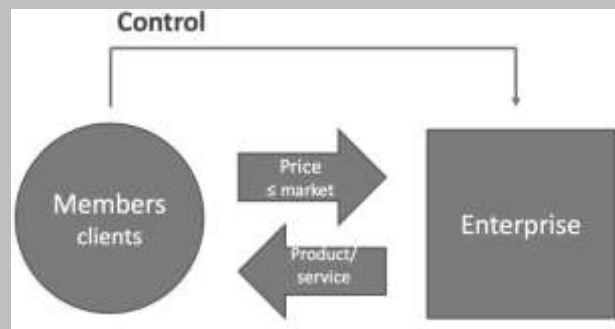 Control
Members
clients
Price
≤ market
Product/
service
Enterprise